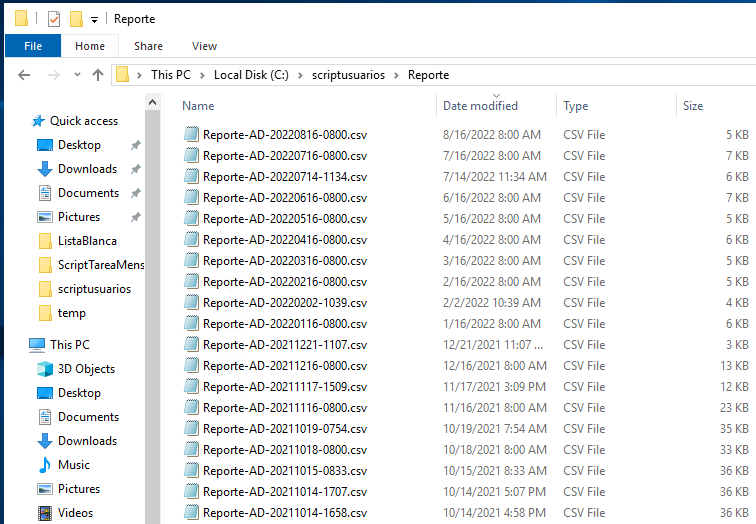 Reporte
File Home Share View
This PC Local Disk (C:) scriptusuarios Reporte
Name Date modified Type Size
Quick access
Desktop
Downloads
Documents
Pictures
ListaBlanca
ScriptTareaMens
scriptusuarios
temp
This PC
3D Objects
Desktop
Documents
Downloads
Music
Pictures
Videos
Reporte-AD-20220816-0800.csv 8/16/2022 8:00 AM CSV File 5 KB
Reporte-AD-20220716-0800.csv 7/16/2022 8:00 AM CSV File 7 KB
Reporte-AD-20220714-1134.csv 7/14/2022 11:34 AM CSV File 6 KB
Reporte-AD-20220616-0800.csv 6/16/2022 8:00 AM CSV File 7 KB
Reporte-AD-20220516-0800.csv 5/16/2022 8:00 AM CSV File 5 KB
Reporte-AD-20220416-0800.csv 4/16/2022 8:00 AM CSV File 6 KB
Reporte-AD-20220316-0800.csv 3/16/2022 8:00 AM CSV File 5 KB
Reporte-AD-20220216-0800.csv 2/16/2022 8:00 AM CSV File 5 KB
Reporte-AD-20220202-1039.csv 2/2/2022 10:39 AM CSV File 4 KB
Reporte-AD-20220116-0800.csv 1/16/2022 8:00 AM CSV File 6 KB
Reporte-AD-20211221-1107.csv 12/21/2021 11:07 ... CSV File 3 KB
Reporte-AD-20211216-0800.csv 12/16/2021 8:00 AM CSV File 13 KB
Reporte-AD-20211117-1509.csv 11/17/2021 3:09 PM CSV File 12 KB
Reporte-AD-20211116-0800.csv 11/16/2021 8:00 AM CSV File 23 KB
Reporte-AD-20211019-0754.csv 10/19/2021 7:54 AM CSV File 35 KB
Reporte-AD-20211018-0800.csv 10/18/2021 8:00 AM CSV File 33 KB
Reporte-AD-20211015-0833.csv 10/15/2021 8:33 AM CSV File 36 KB
Reporte-AD-20211014-1707.csv 10/14/2021 5:07 PM CSV File 36 KB
Reporte-AD-20211014-1658.csv 10/14/2021 4:58 PM CSV File 36 KB